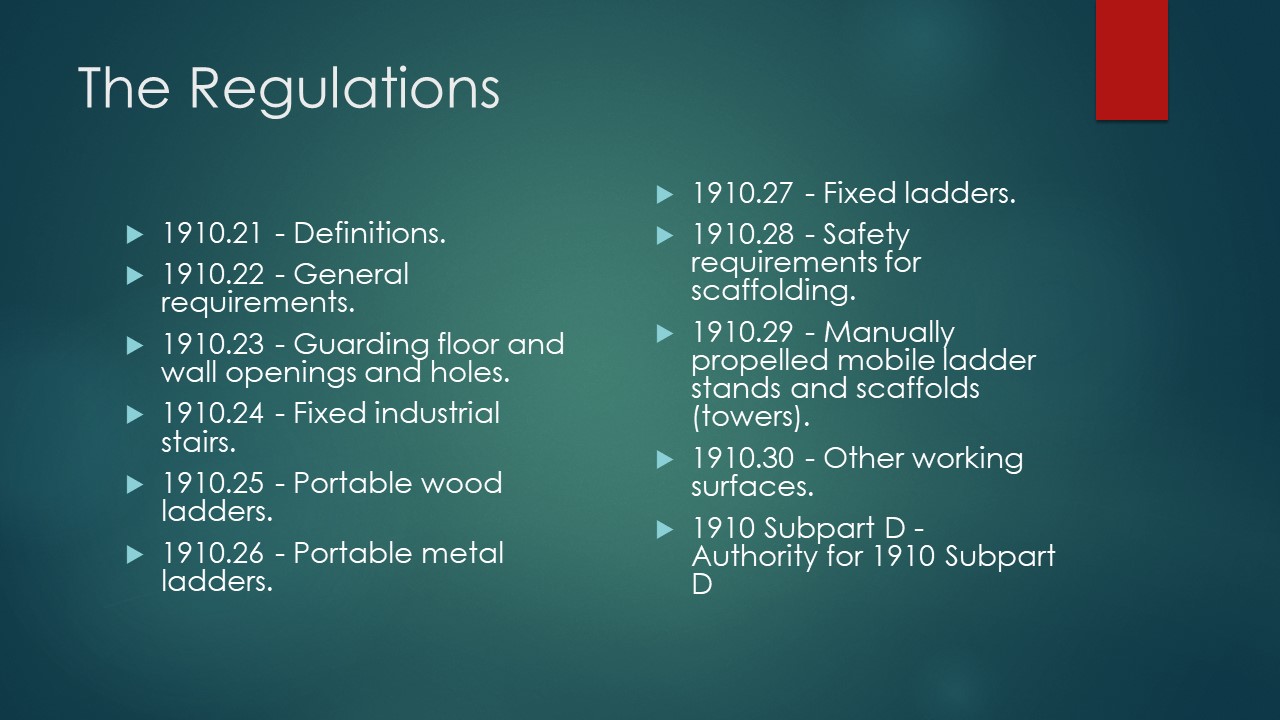 The Regulations
1910.21 - Definitions.
1910.22 - General
requirements.
1910.23 - Guarding floor and
wall openings and holes.
1910.24 - Fixed industrial
stairs.
1910.25 - Portable wood
ladders.
1910.26 - Portable metal
ladders.
1910.27 - Fixed ladders.
1910.28 - Safety
requirements for
scaffolding.
1910.29 - Manually
propelled mobile ladder
stands and scaffolds
(towers).
1910.30 - Other working
surfaces.
1910 Subpart D -
Authority for 1910 Subpart
D